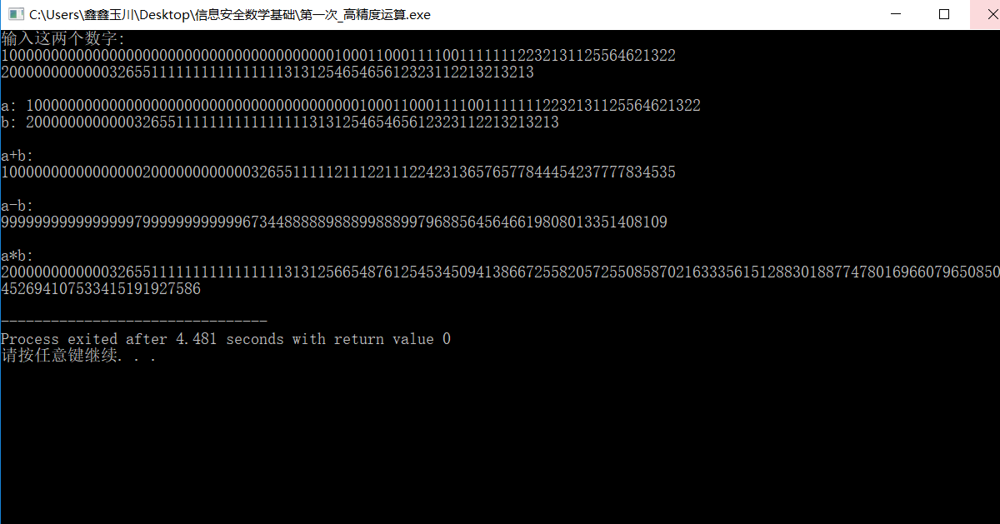 C:\Users\鑫鑫玉川\Desktop\信息安全数学基础\第一次_高精度运算.exe
输入这两个数字:
100000000000000000000000000000000000000010001100011110011111112232131125564621322
2000000000000326551111111111111111313125465465612323112213213213
a: 100000000000000000000000000000000000000010001100011110011111112232131125564621322
b: 2000000000000326551111111111111111313125465465612323112213213213
a+b:
100000000000000002000000000000326551111121112211122423136576577844454237777834535
a-b:
99999999999999997999999999999673448888898889988899796885645646619808013351408109
a*b:
200000000000032655111111111111111131312566548761254534509413866725582057255085870216333561512883018877478016966079650850
452694107533415191927586
--------------------------------
Process exited after 4.481 seconds with return value 0
请按任意键继续. . .